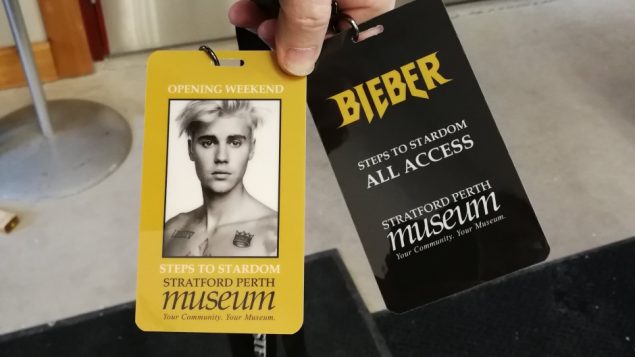 OPENING WEEKEND
STEPS TO STARDOM
STRATFORD PERTH
museum
Your Community. Your Museum.
BIEBER
STEPS TO STARDOM
ALL ACCESS
STRATFORD PERTH
museum
Your Community. Your Museum.